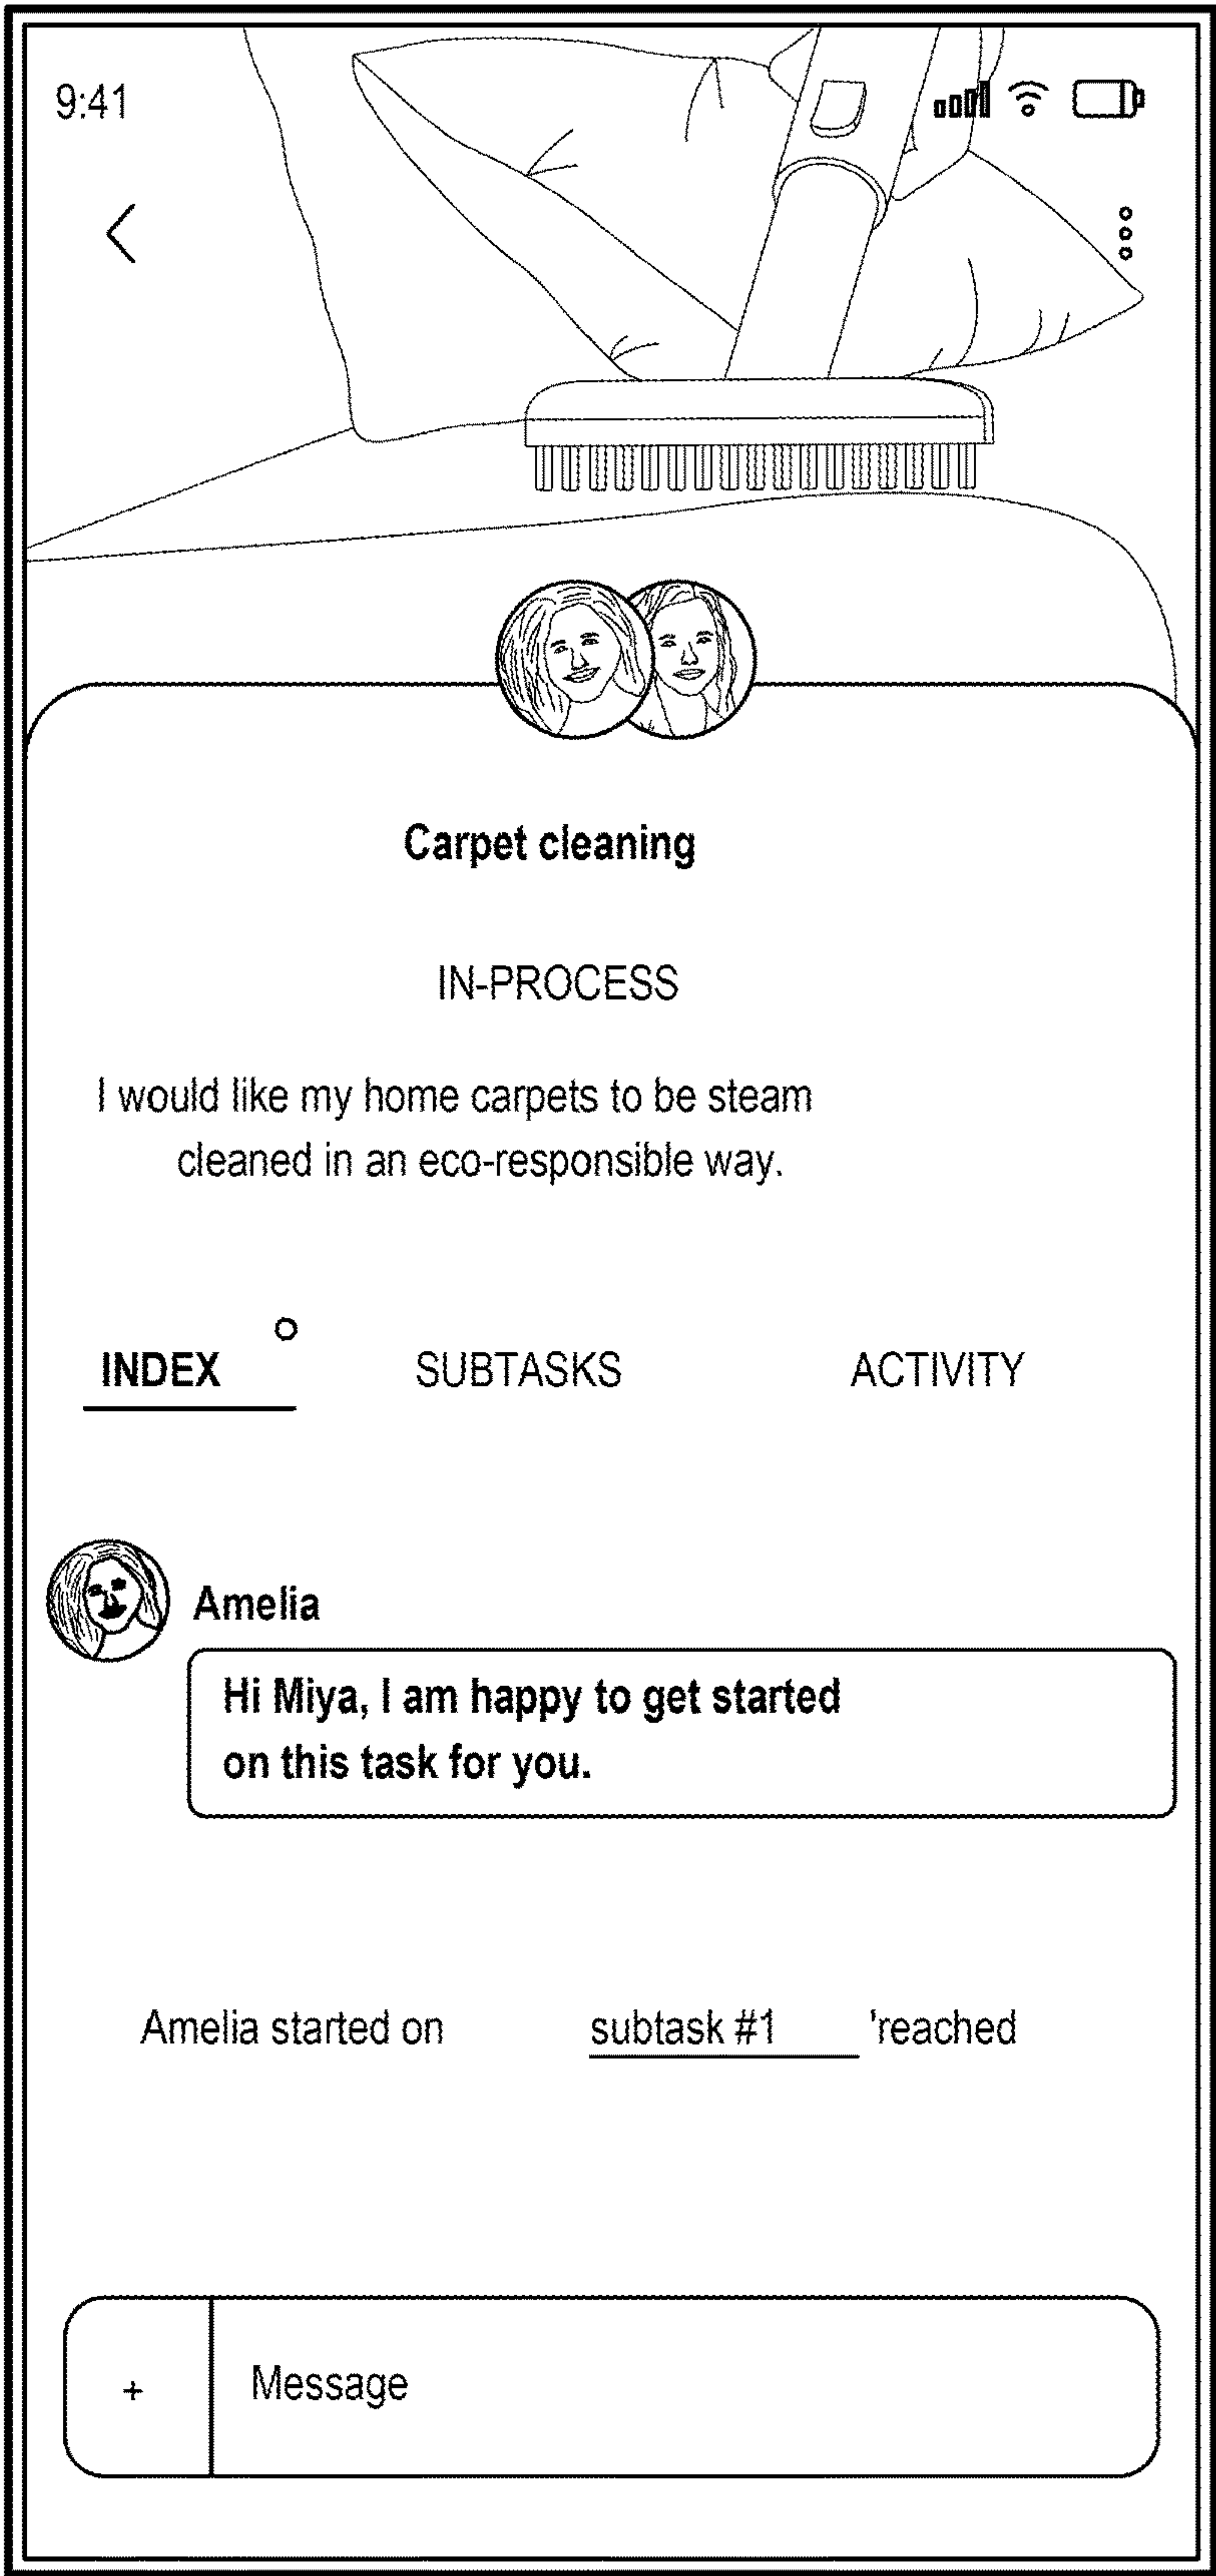 9:41
Carpet cleaning
IN-PROCESS
I would like my home carpets to be steam
cleaned in an eco-responsible way.
INDEX SUBTASKS ACTIVITY
Amelia
Hi Miya, I am happy to get started
on this task for you.
Amelia started on subtask #1 'reached
+ Message